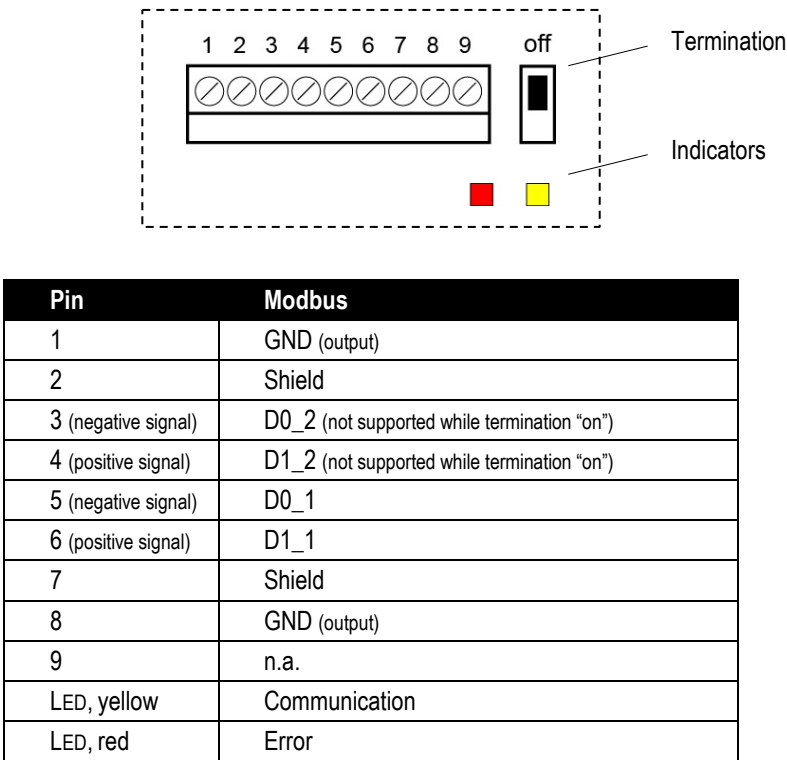 1 2 3 4 5 6 7 8 9 off Termination
Indicators
Pin Modbus
1 GND (output)
2 Shield
3 (negative signal) D0_2 (not supported while termination “on”)
4 (positive signal) D1_2 (not supported while termination “on”)
5 (negative signal) D0_1
6 (positive signal) D1_1
7 Shield
8 GND (output)
9 n.a.
LED, yellow Communication
LED, red Error